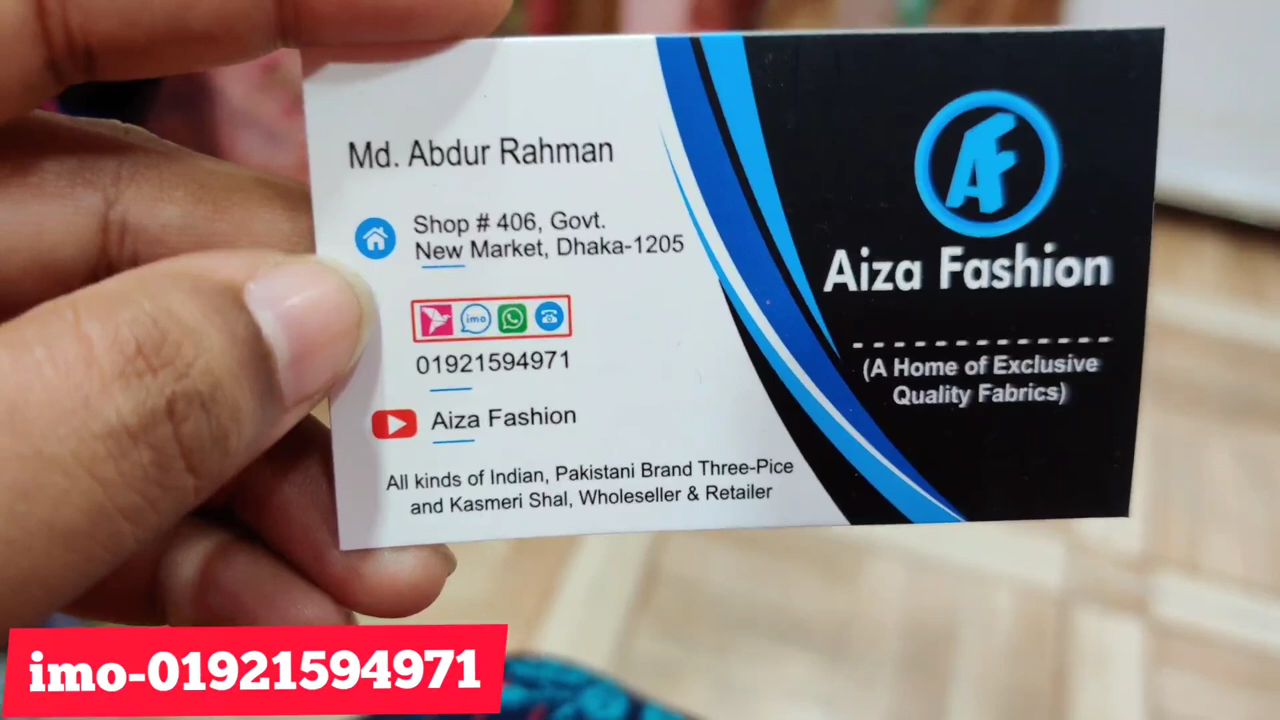 Md. Abdur Rahman
Shop # 406, Govt.
New Market, Dhaka-1205
imo
01921594971
Aiza Fashion
All kinds of Indian, Pakistani Brand Three-Pice
and Kasmeri Shal, Wholeseller & Retailer
AF
Aiza Fashion
(A Home of Exclusive
Quality Fabrics)
imo-01921594971